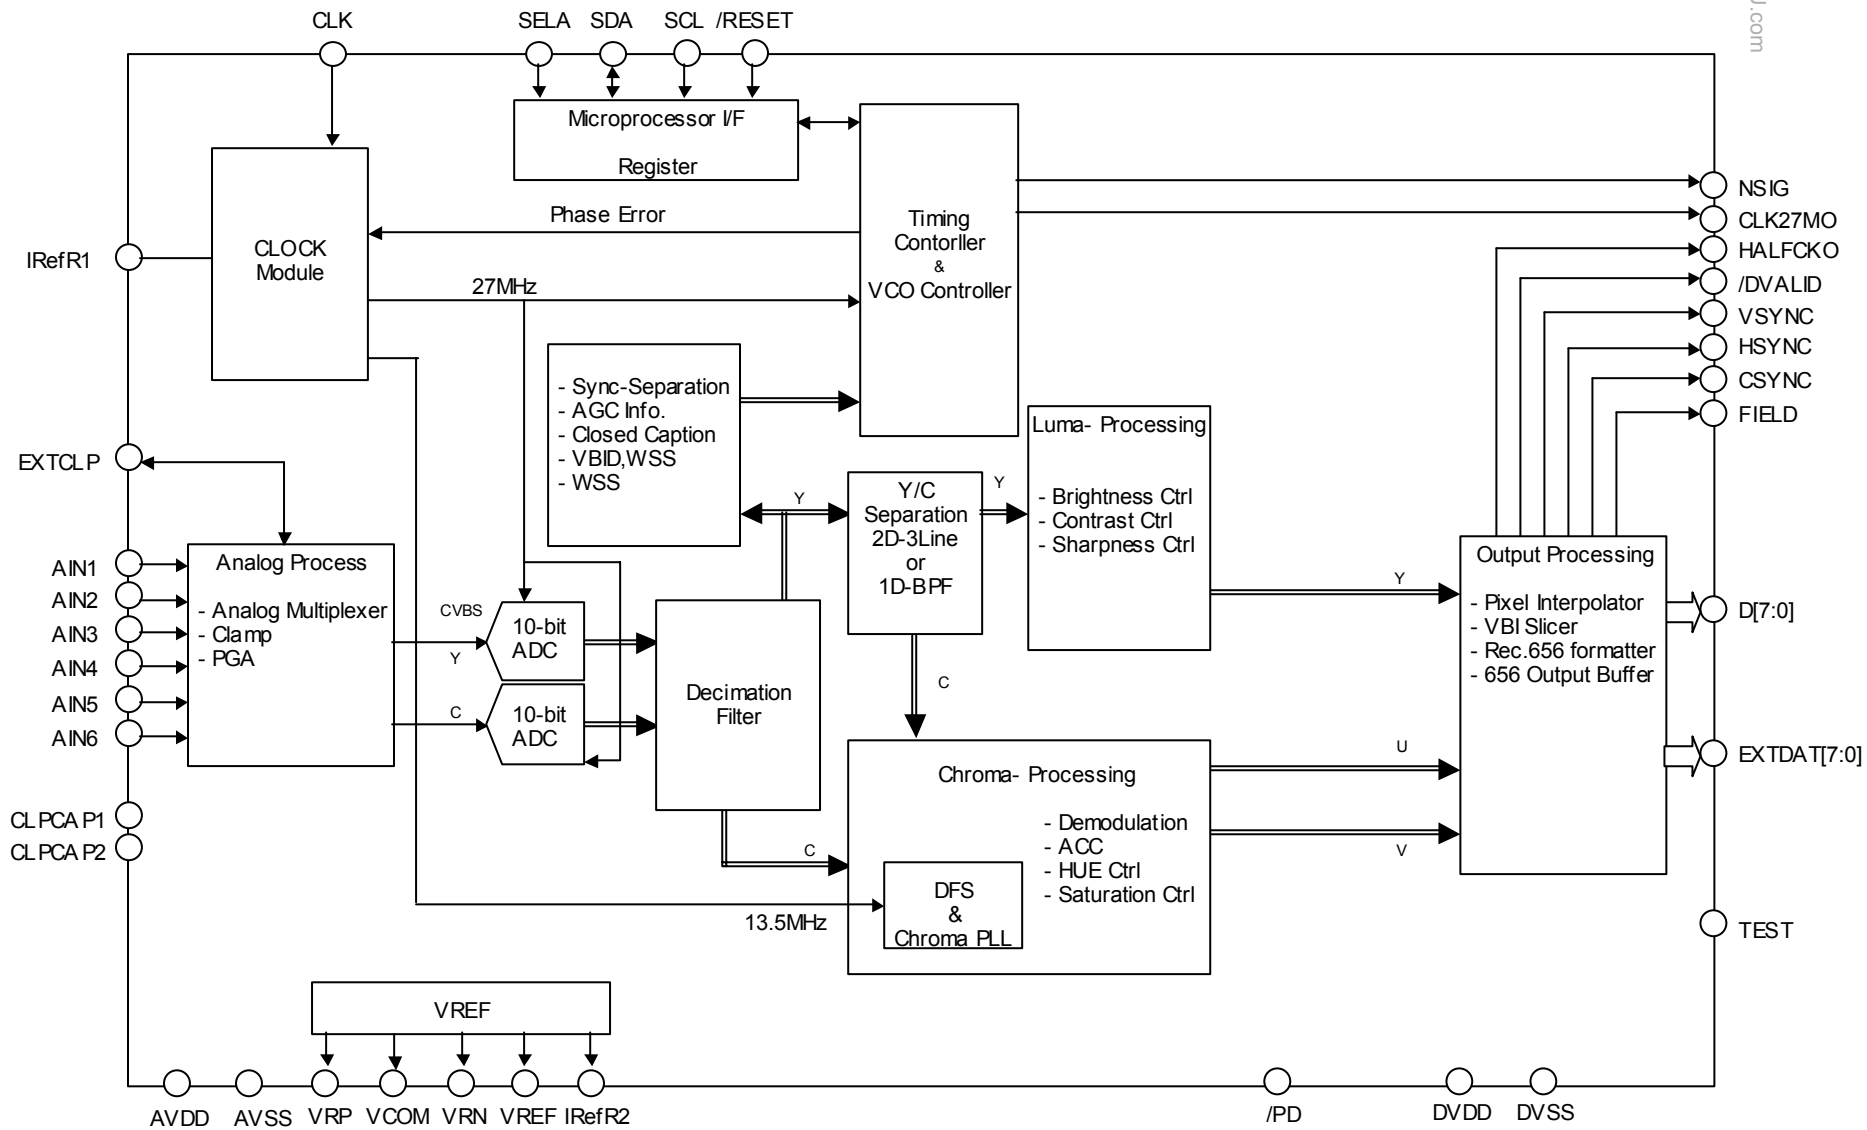 J.com
CLK
SELA
SDA
SCL
/RESET
Microprocessor I/F
Register
CLOCK
Module
IRefR1
Phase Error
27MHz
Timing
Contorller
&
VCO Controller
NSIG
CLK27MO
HALFCKO
/DVALID
VSYNC
HSYNC
CSYNC
FIELD
- Sync-Separation
- AGC Info.
- Closed Caption
- VBID,WSS
- WSS
EXTCLP
Y
Y/C
Separation
2D-3Line
or
1D-BPF
Y
Luma- Processing
- Brightness Ctrl
- Contrast Ctrl
- Sharpness Ctrl
AIN1
AIN2
AIN3
AIN4
AIN5
AIN6
Analog Process
- Analog Multiplexer
- Clamp
- PGA
CVBS
Y
C
10-bit
ADC
10-bit
ADC
Decimation
Filter
C
Y
Output Processing
- Pixel Interpolator
- VBI Slicer
- Rec.656 formatter
- 656 Output Buffer
D[7:0]
EXTDAT[7:0]
CLPCAP1
CLPCAP2
C
Chroma- Processing
- Demodulation
- ACC
- HUE Ctrl
- Saturation Ctrl
U
V
DFS
&
Chroma PLL
13.5MHz
TEST
VREF
AVDD
AVSS
VRP
VCOM
VRN
VREF
IRefR2
/PD
DVDD
DVSS